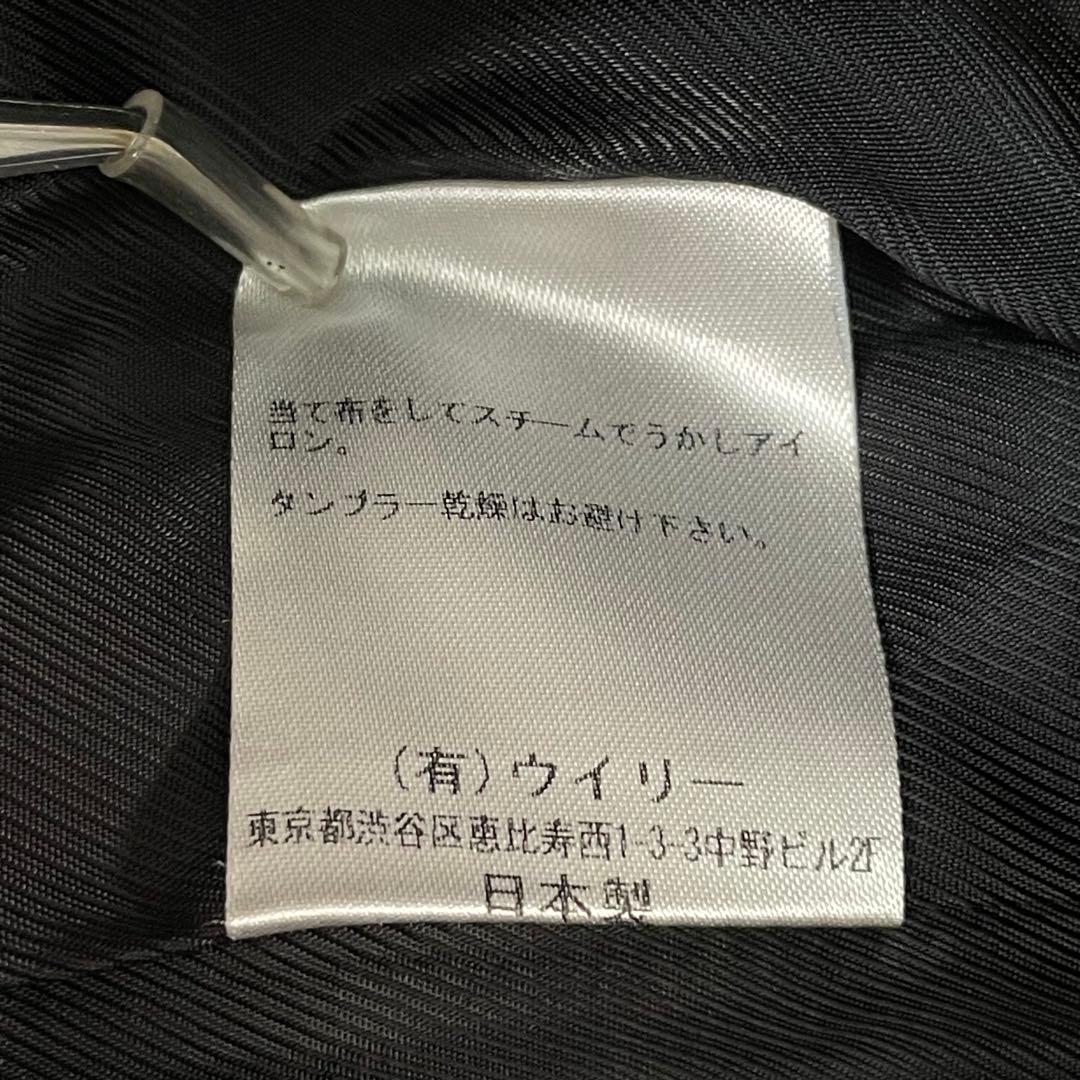 当て布をしてスチームでうかしアイ
ロン。
タンブラー乾燥はお避け下さい。
(有)ウイリー
東京都渋谷区恵比寿西1-3-3中野ビル2F
日本製